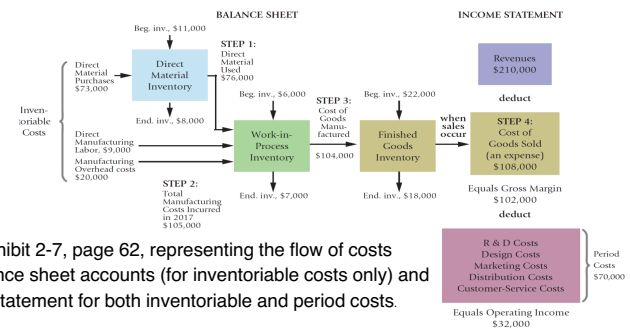 BALANCE SHEET
INCOME STATEMENT
Beg. inv., $11,000
STEP 1:
Direct
Material
Used
$76,000
Direct
Material
Purchases
$73,000
Direct
Material
Inventory
Revenues
$210,000
deduct
Inven-
toriable
Costs
End. inv., $8,000
Beg. inv., $6,000
STEP 3:
Cost of
Goods
Manu-
factured
$104,000
Beg. inv., $22,000
when
sales
occur
STEP 4:
Cost of
Goods Sold
(an expense)
$108,000
Direct
Manufacturing
Labor, $9,000
Manufacturing
Overhead costs
$20,000
Work-in-
Process
Inventory
Finished
Goods
Inventory
STEP 2:
Total
Manufacturing
Costs Incurred
in 2017
$105,000
End. inv., $7,000
End. inv., $18,000
Equals Gross Margin
$102,000
deduct
hibit 2-7, page 62, representing the flow of costs
nce sheet accounts (for inventoriable costs only) and
statement for both inventoriable and period costs.
R & D Costs
Design Costs
Marketing Costs
Distribution Costs
Customer-Service Costs
Period
Costs
$70,000
Equals Operating Income
$32,000